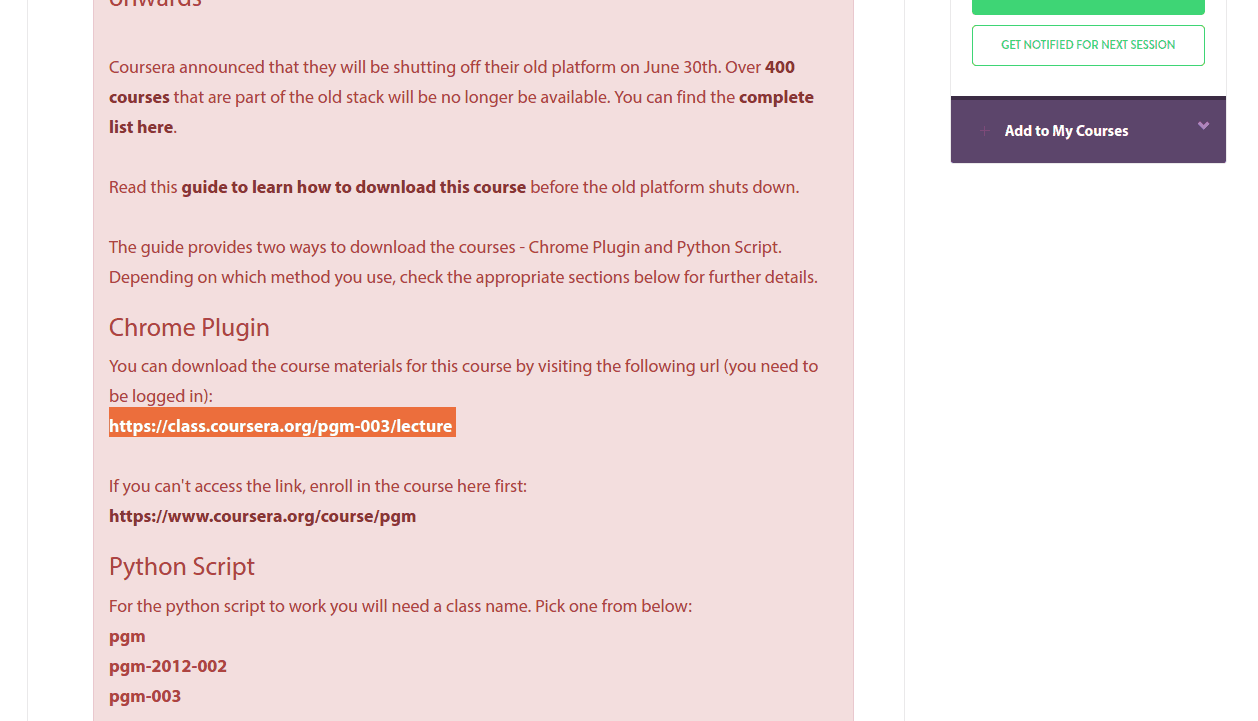 onwards
Coursera announced that they will be shutting off their old platform on June 30th. Over 400
courses that are part of the old stack will be no longer be available. You can find the complete
list here.
Read this guide to learn how to download this course before the old platform shuts down.
The guide provides two ways to download the courses - Chrome Plugin and Python Script.
Depending on which method you use, check the appropriate sections below for further details.
Chrome Plugin
You can download the course materials for this course by visiting the following url (you need to
be logged in):
https://class.coursera.org/pgm-003/lecture
If you can't access the link, enroll in the course here first:
https://www.coursera.org/course/pgm
Python Script
For the python script to work you will need a class name. Pick one from below:
pgm
pgm-2012-002
pgm-003
GET NOTIFIED FOR NEXT SESSION
+ Add to My Courses